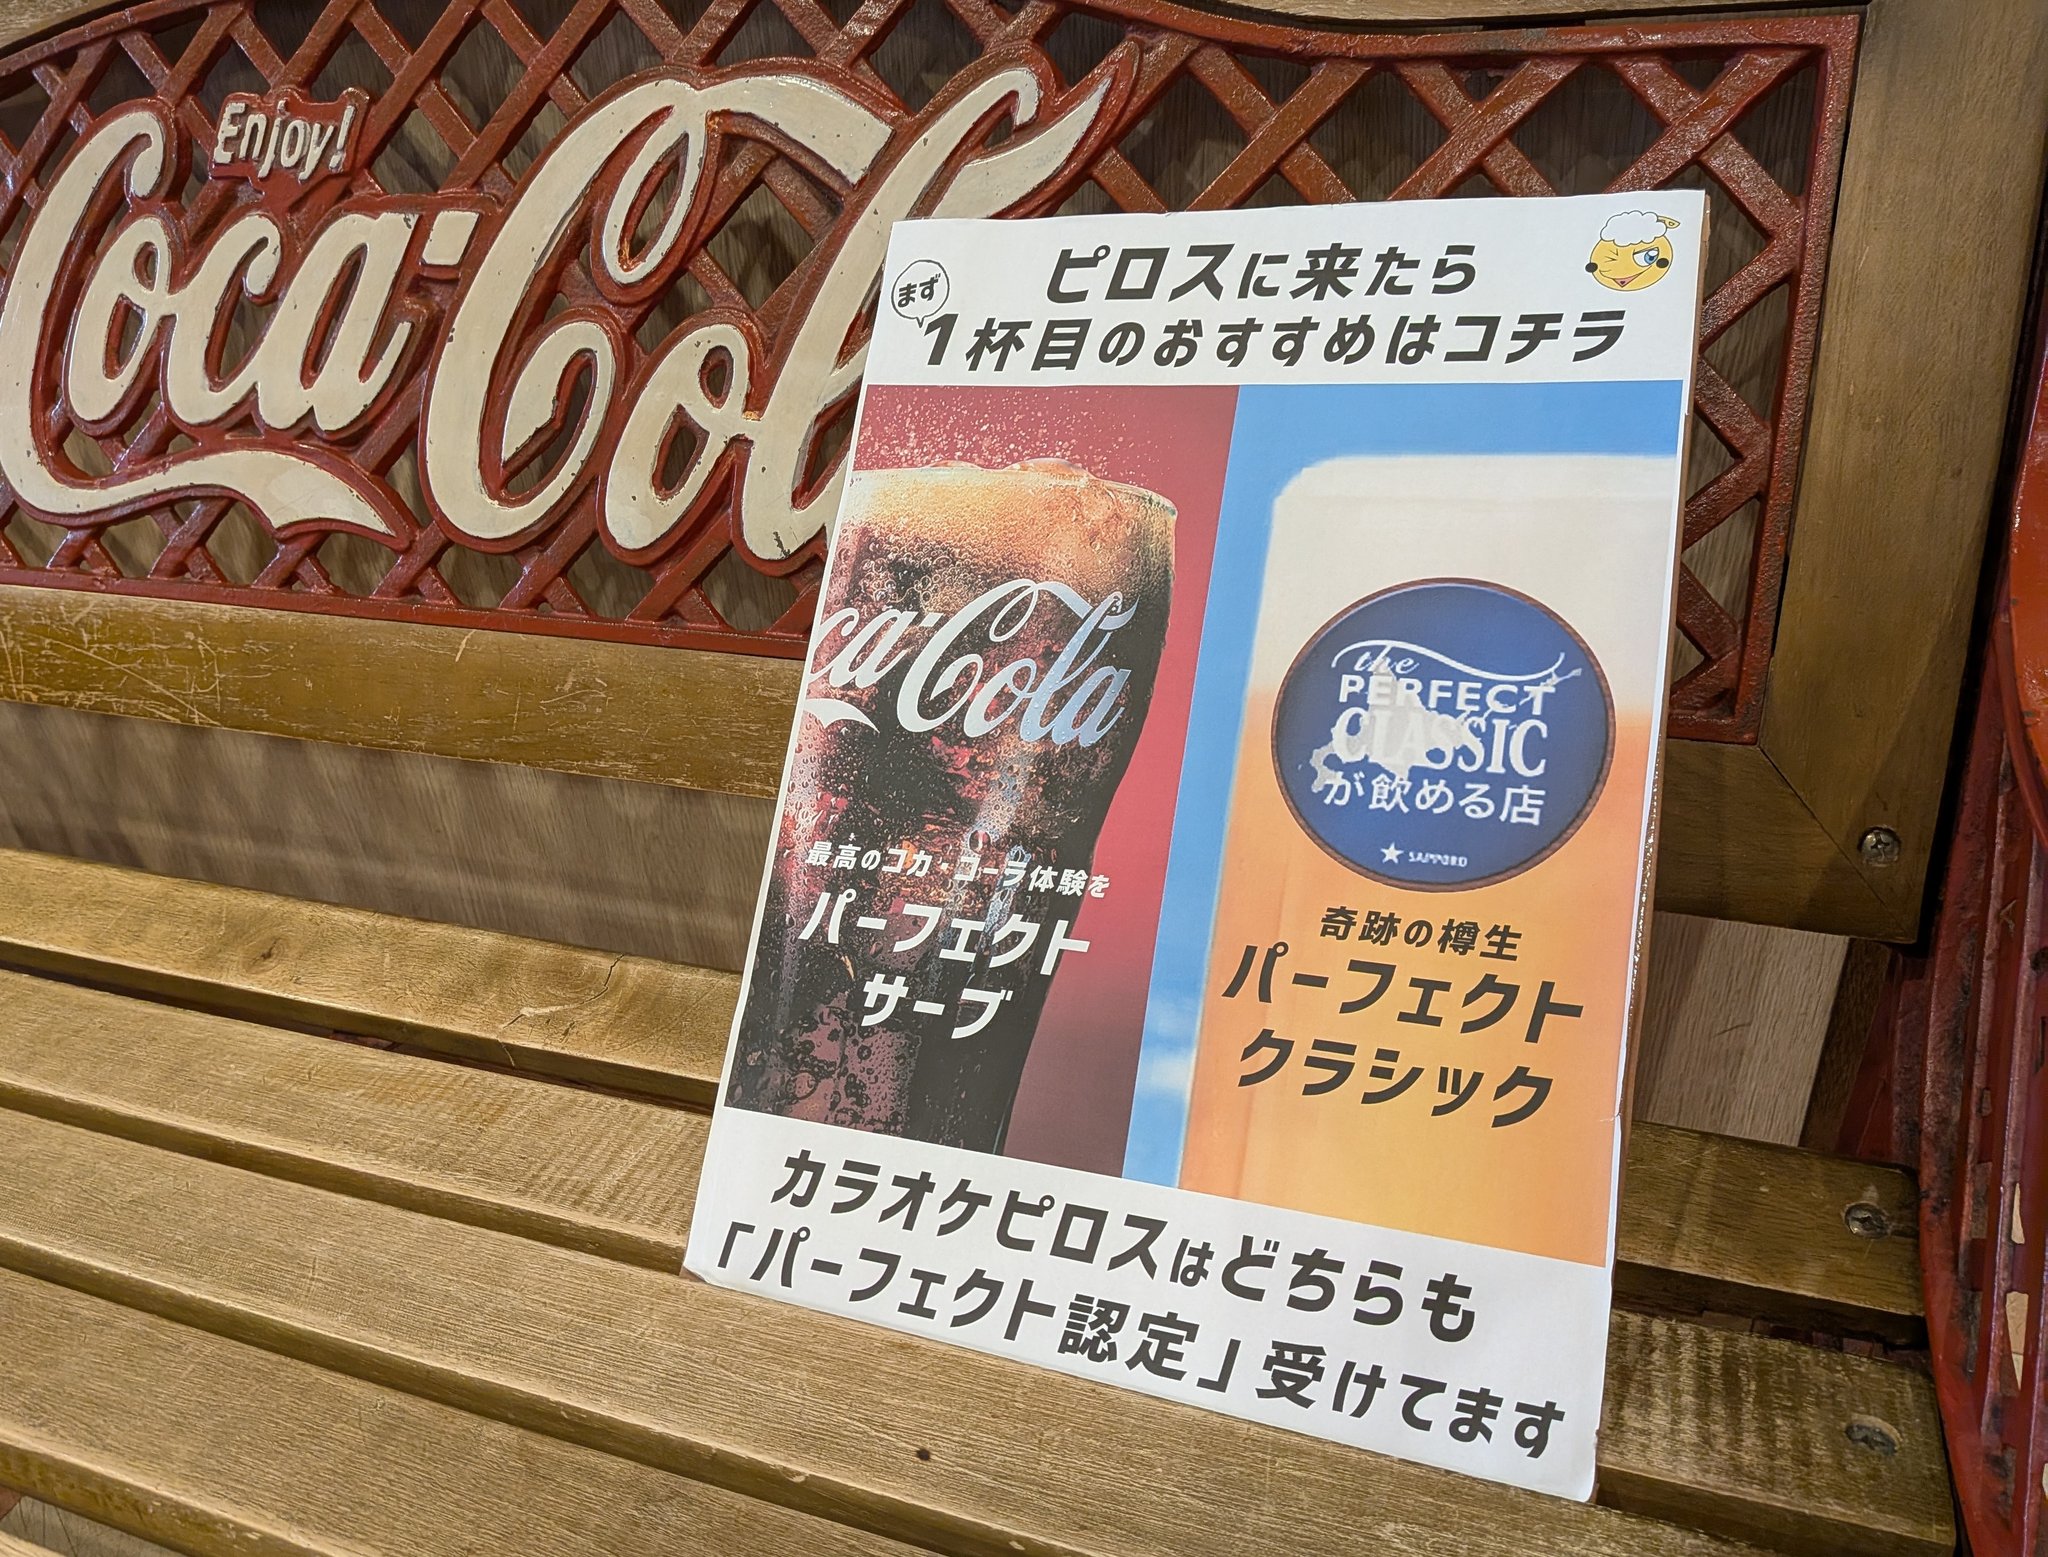 Enjoy!
Coca-Cola
まず
ピロスに来たら
1杯目のおすすめはコチラ
ca-Cola
最高のコカ・コーラ体験を
パーフェクト
サーブ
the
PERFECT
CLASSIC
が飲める店
★ SAPPORO
奇跡の樽生
パーフェクト
クラシック
カラオケピロスはどちらも
「パーフェクト認定」受けてます